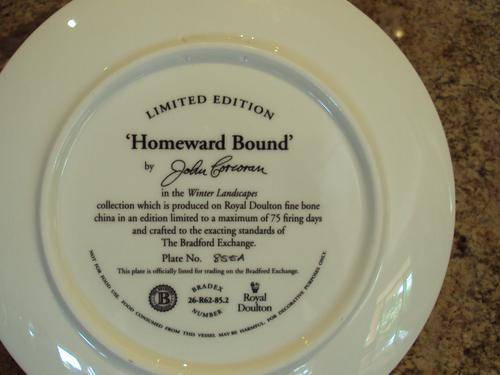 LIMITED EDITION
'Homeward Bound'
by John Corcoran
in the Winter Landscapes
collection which is produced on Royal Doulton fine bone
china in an edition limited to a maximum of 75 firing days
and crafted to the exacting standards of
The Bradford Exchange.
Plate No. 858A
This plate is officially listed for trading on the Bradford Exchange.
B
BRADEX
26-R62-85.2
NUMBER
Royal
Doulton
NOT FOR FOOD USE. FOOD CONSUMED FROM THIS VESSEL MAY BE HARMFUL. FOR DECORATIVE PURPOSES ONLY.